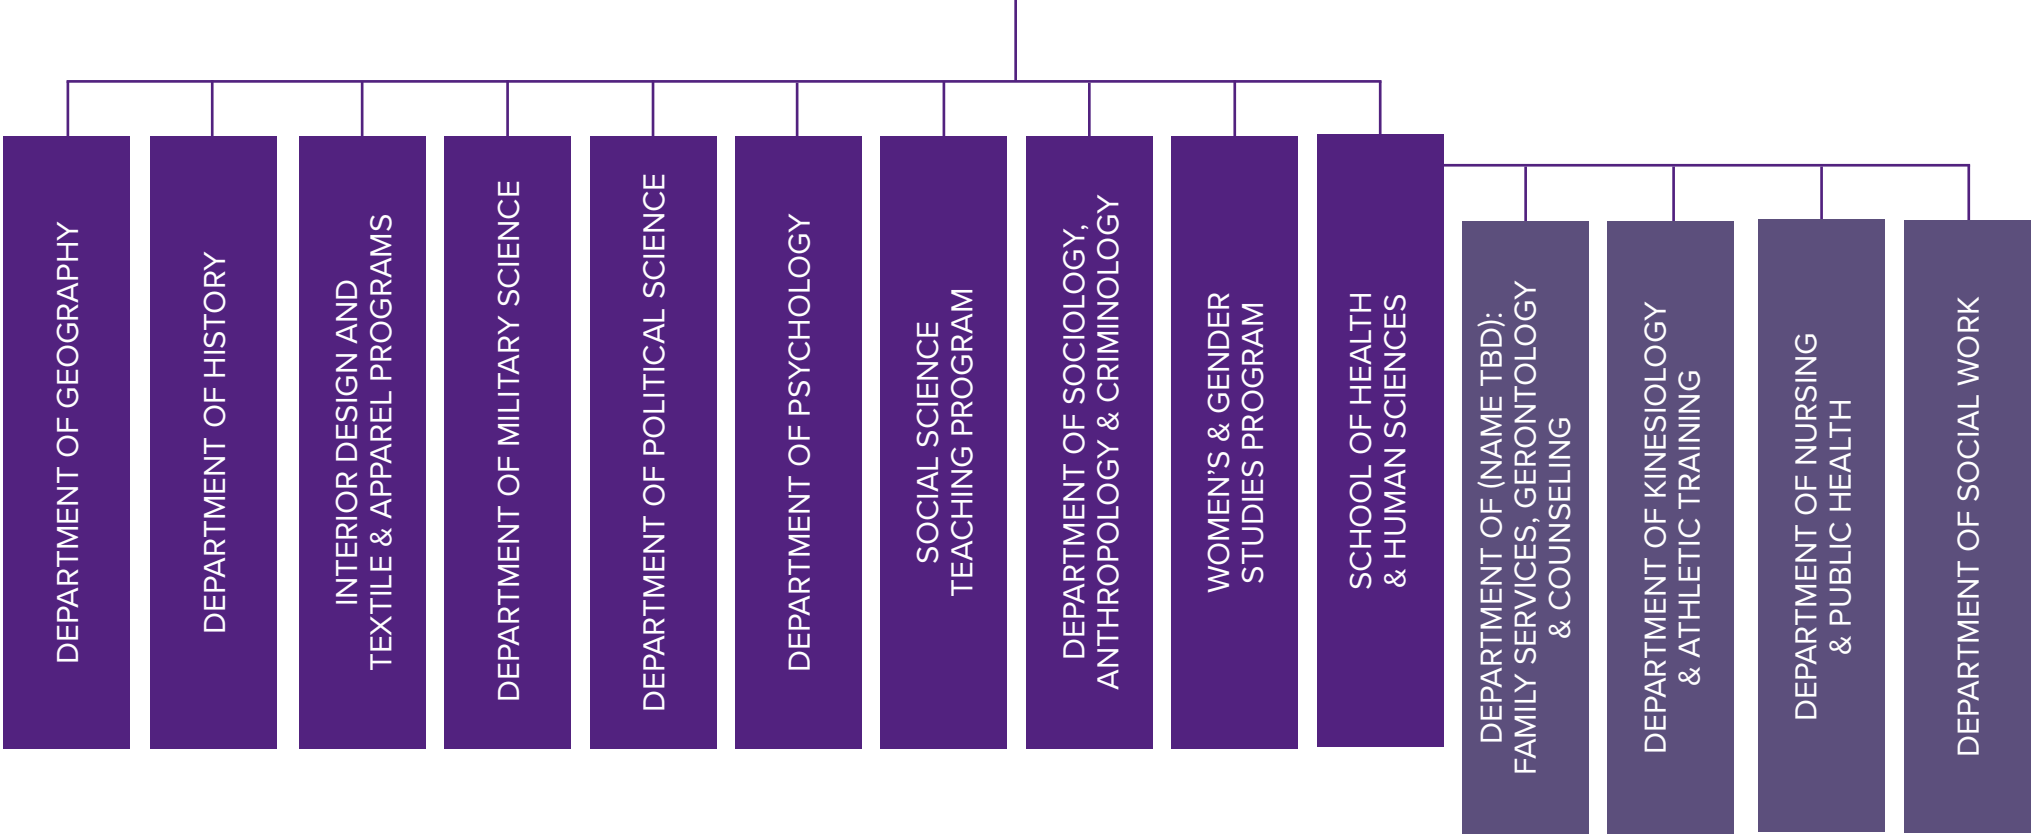 DEPARTMENT OF GEOGRAPHY
DEPARTMENT OF HISTORY
INTERIOR DESIGN AND
TEXTILE & APPAREL PROGRAMS
DEPARTMENT OF MILITARY SCIENCE
DEPARTMENT OF POLITICAL SCIENCE
DEPARTMENT OF PSYCHOLOGY
SOCIAL SCIENCE
TEACHING PROGRAM
DEPARTMENT OF SOCIOLOGY,
ANTHROPOLOGY & CRIMINOLOGY
WOMEN'S & GENDER
STUDIES PROGRAM
SCHOOL OF HEALTH
& HUMAN SCIENCES
DEPARTMENT OF (NAME TBD):
FAMILY SERVICES, GERONTOLOGY
& COUNSELING
DEPARTMENT OF KINESIOLOGY
& ATHLETIC TRAINING
DEPARTMENT OF NURSING
& PUBLIC HEALTH
DEPARTMENT OF SOCIAL WORK